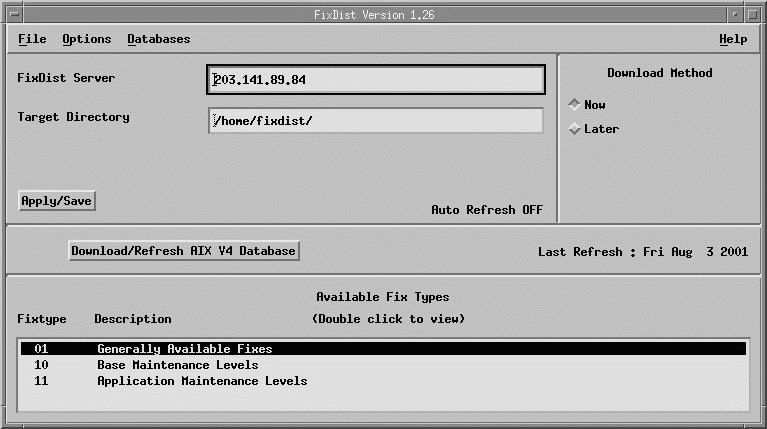 FixDist Version 1.26
File Options Databases Help
FixDist Server 203.141.89.84
Target Directory /home/fixdist/
Download Method
Now
Later
Apply/Save
Auto Refresh OFF
Download/Refresh AIX V4 Database
Last Refresh : Fri Aug 3 2001
Available Fix Types
Fixtype Description (Double click to view)
01 Generally Available Fixes
10 Base Maintenance Levels
11 Application Maintenance Levels